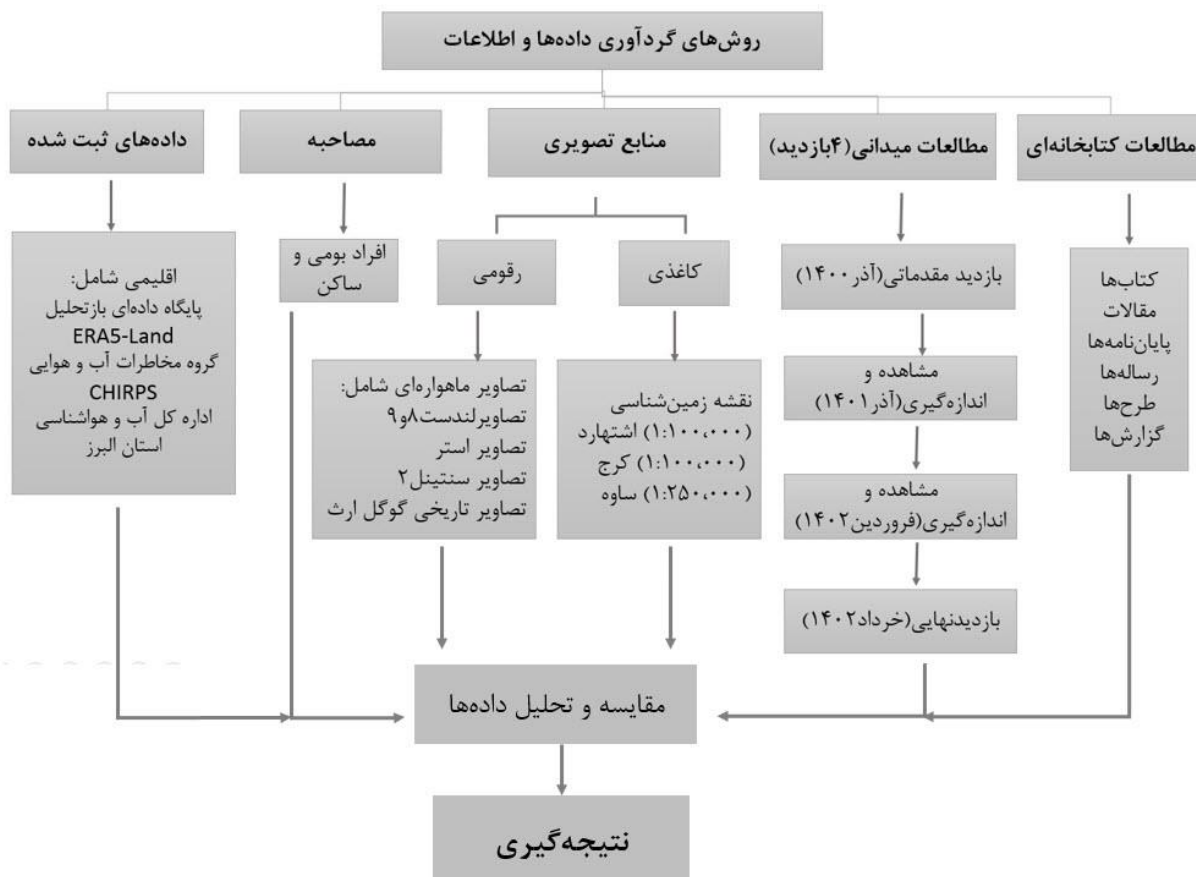 روش‌های گردآوری داده‌ها و اطلاعات
مطالعات کتابخانه‌ای
کتاب‌ها
مقالات
پایان‌نامه‌ها
رساله‌ها
طرح‌ها
گزارش‌ها
مطالعات میدانی(۴بازدید)
بازدید مقدماتی(آذر۱۴۰۰)
مشاهده و
اندازه‌گیری(آذر۱۴۰۱)
مشاهده و
اندازه‌گیری(فروردین۱۴۰۲)
بازدیدنهایی(خرداد۱۴۰۲)
منابع تصویری
کاغذی
نقشه زمین‌شناسی
(۱:۱۰۰،۰۰۰) اشتهارد
(۱:۱۰۰،۰۰۰) کرج
(۱:۲۵۰،۰۰۰) ساوه
رقومی
تصاویر ماهواره‌ای شامل:
تصاویرلندست۸و۹
تصاویر استر
تصاویر سنتینل۲
تصاویر تاریخی گوگل ارث
مصاحبه
افراد بومی و
ساکن
داده‌های ثبت شده
اقلیمی شامل:
پایگاه داده‌ای بازتحلیل
ERA5-Land
گروه مخاطرات آب و هوایی
CHIRPS
اداره کل آب و هواشناسی
استان البرز
مقایسه و تحلیل داده‌ها
نتیجه‌گیری